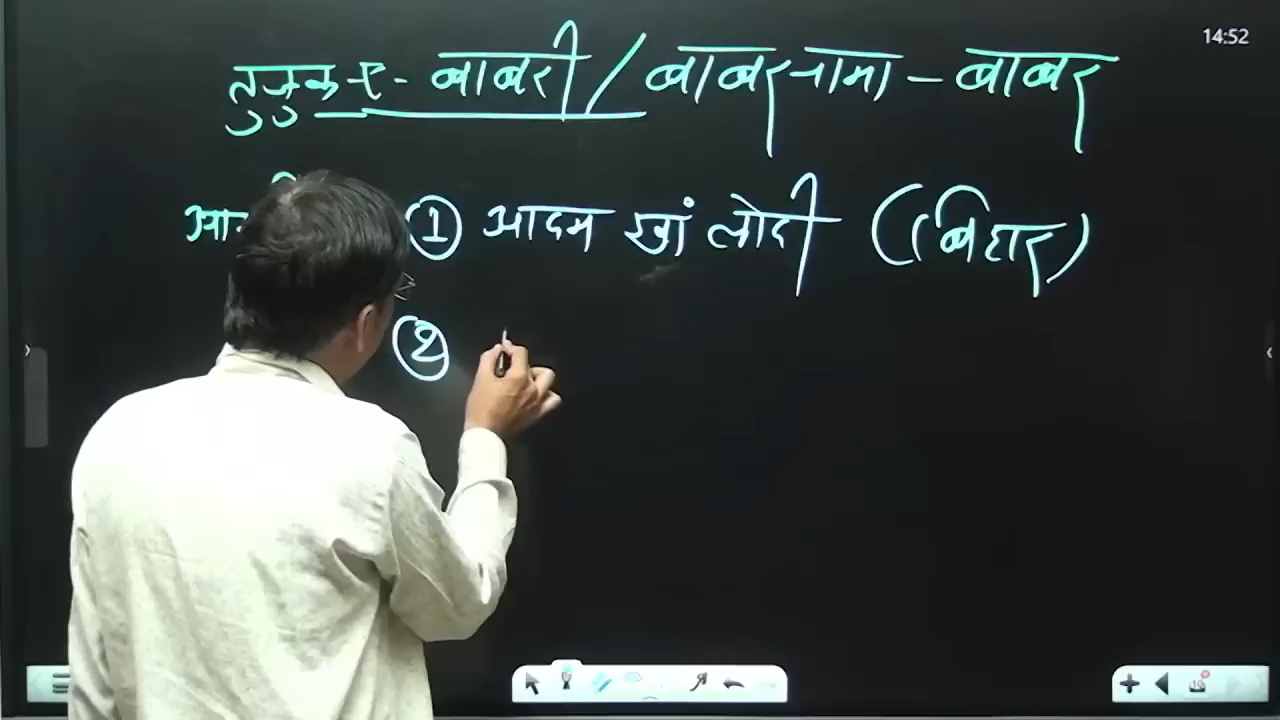 14:52
तुजुक-ए-बाबरी / बाबरनामा - बाबर
① आदम खां लोदी (बिहार)
②